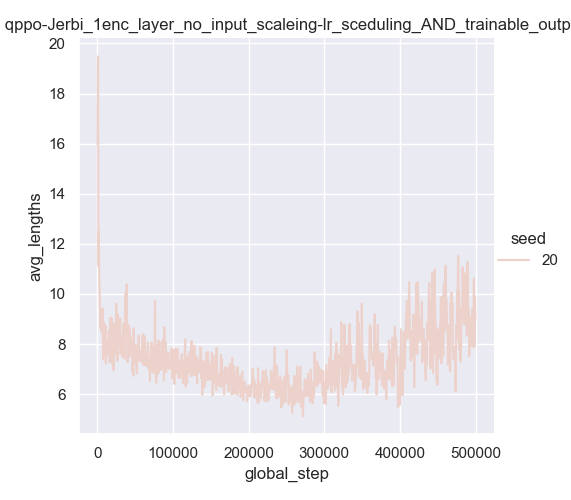 qppo-Jerbi_1enc_layer_no_input_scaleing-lr_sceduling_AND_trainable_outp
20
18
16
14
12
10
8
6
avg_lengths
0 100000 200000 300000 400000 500000
global_step
seed
20